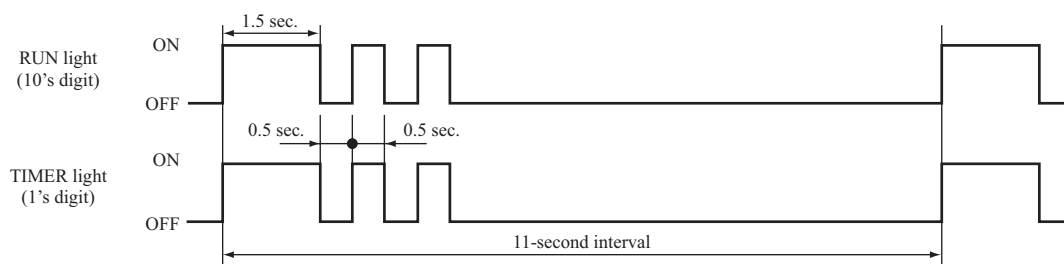 1.5 sec.
RUN light
(10’s digit)
ON
OFF
0.5 sec.
0.5 sec.
TIMER light
(1’s digit)
ON
OFF
11-second interval